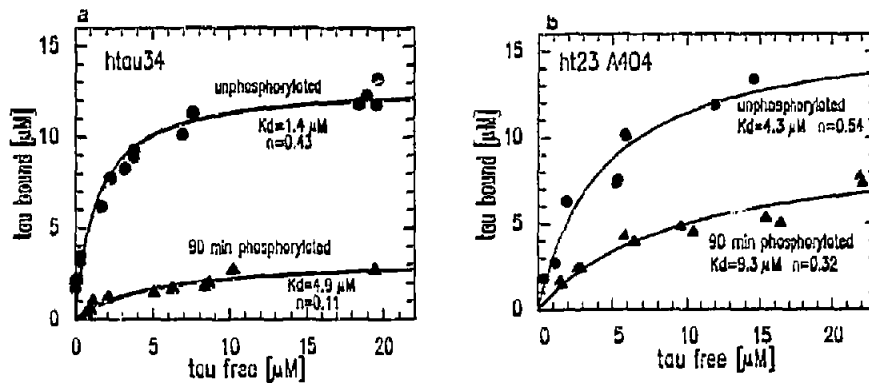 a
htau34
unphosphorylated
Kd=1.4 µM
n=0.43
90 min phosphorylated
Kd=4.9 µM
n=0.11
15
10
5
0
0 5 10 15 20
tau bound [µM]
tau free [µM]
b
ht23 A404
unphosphorylated
Kd=4.3 µM n=0.54
90 min phosphorylated
Kd=9.3 µM n=0.32
15
10
5
0
0 5 10 15 20
tau bound [µM]
tau free [µM]